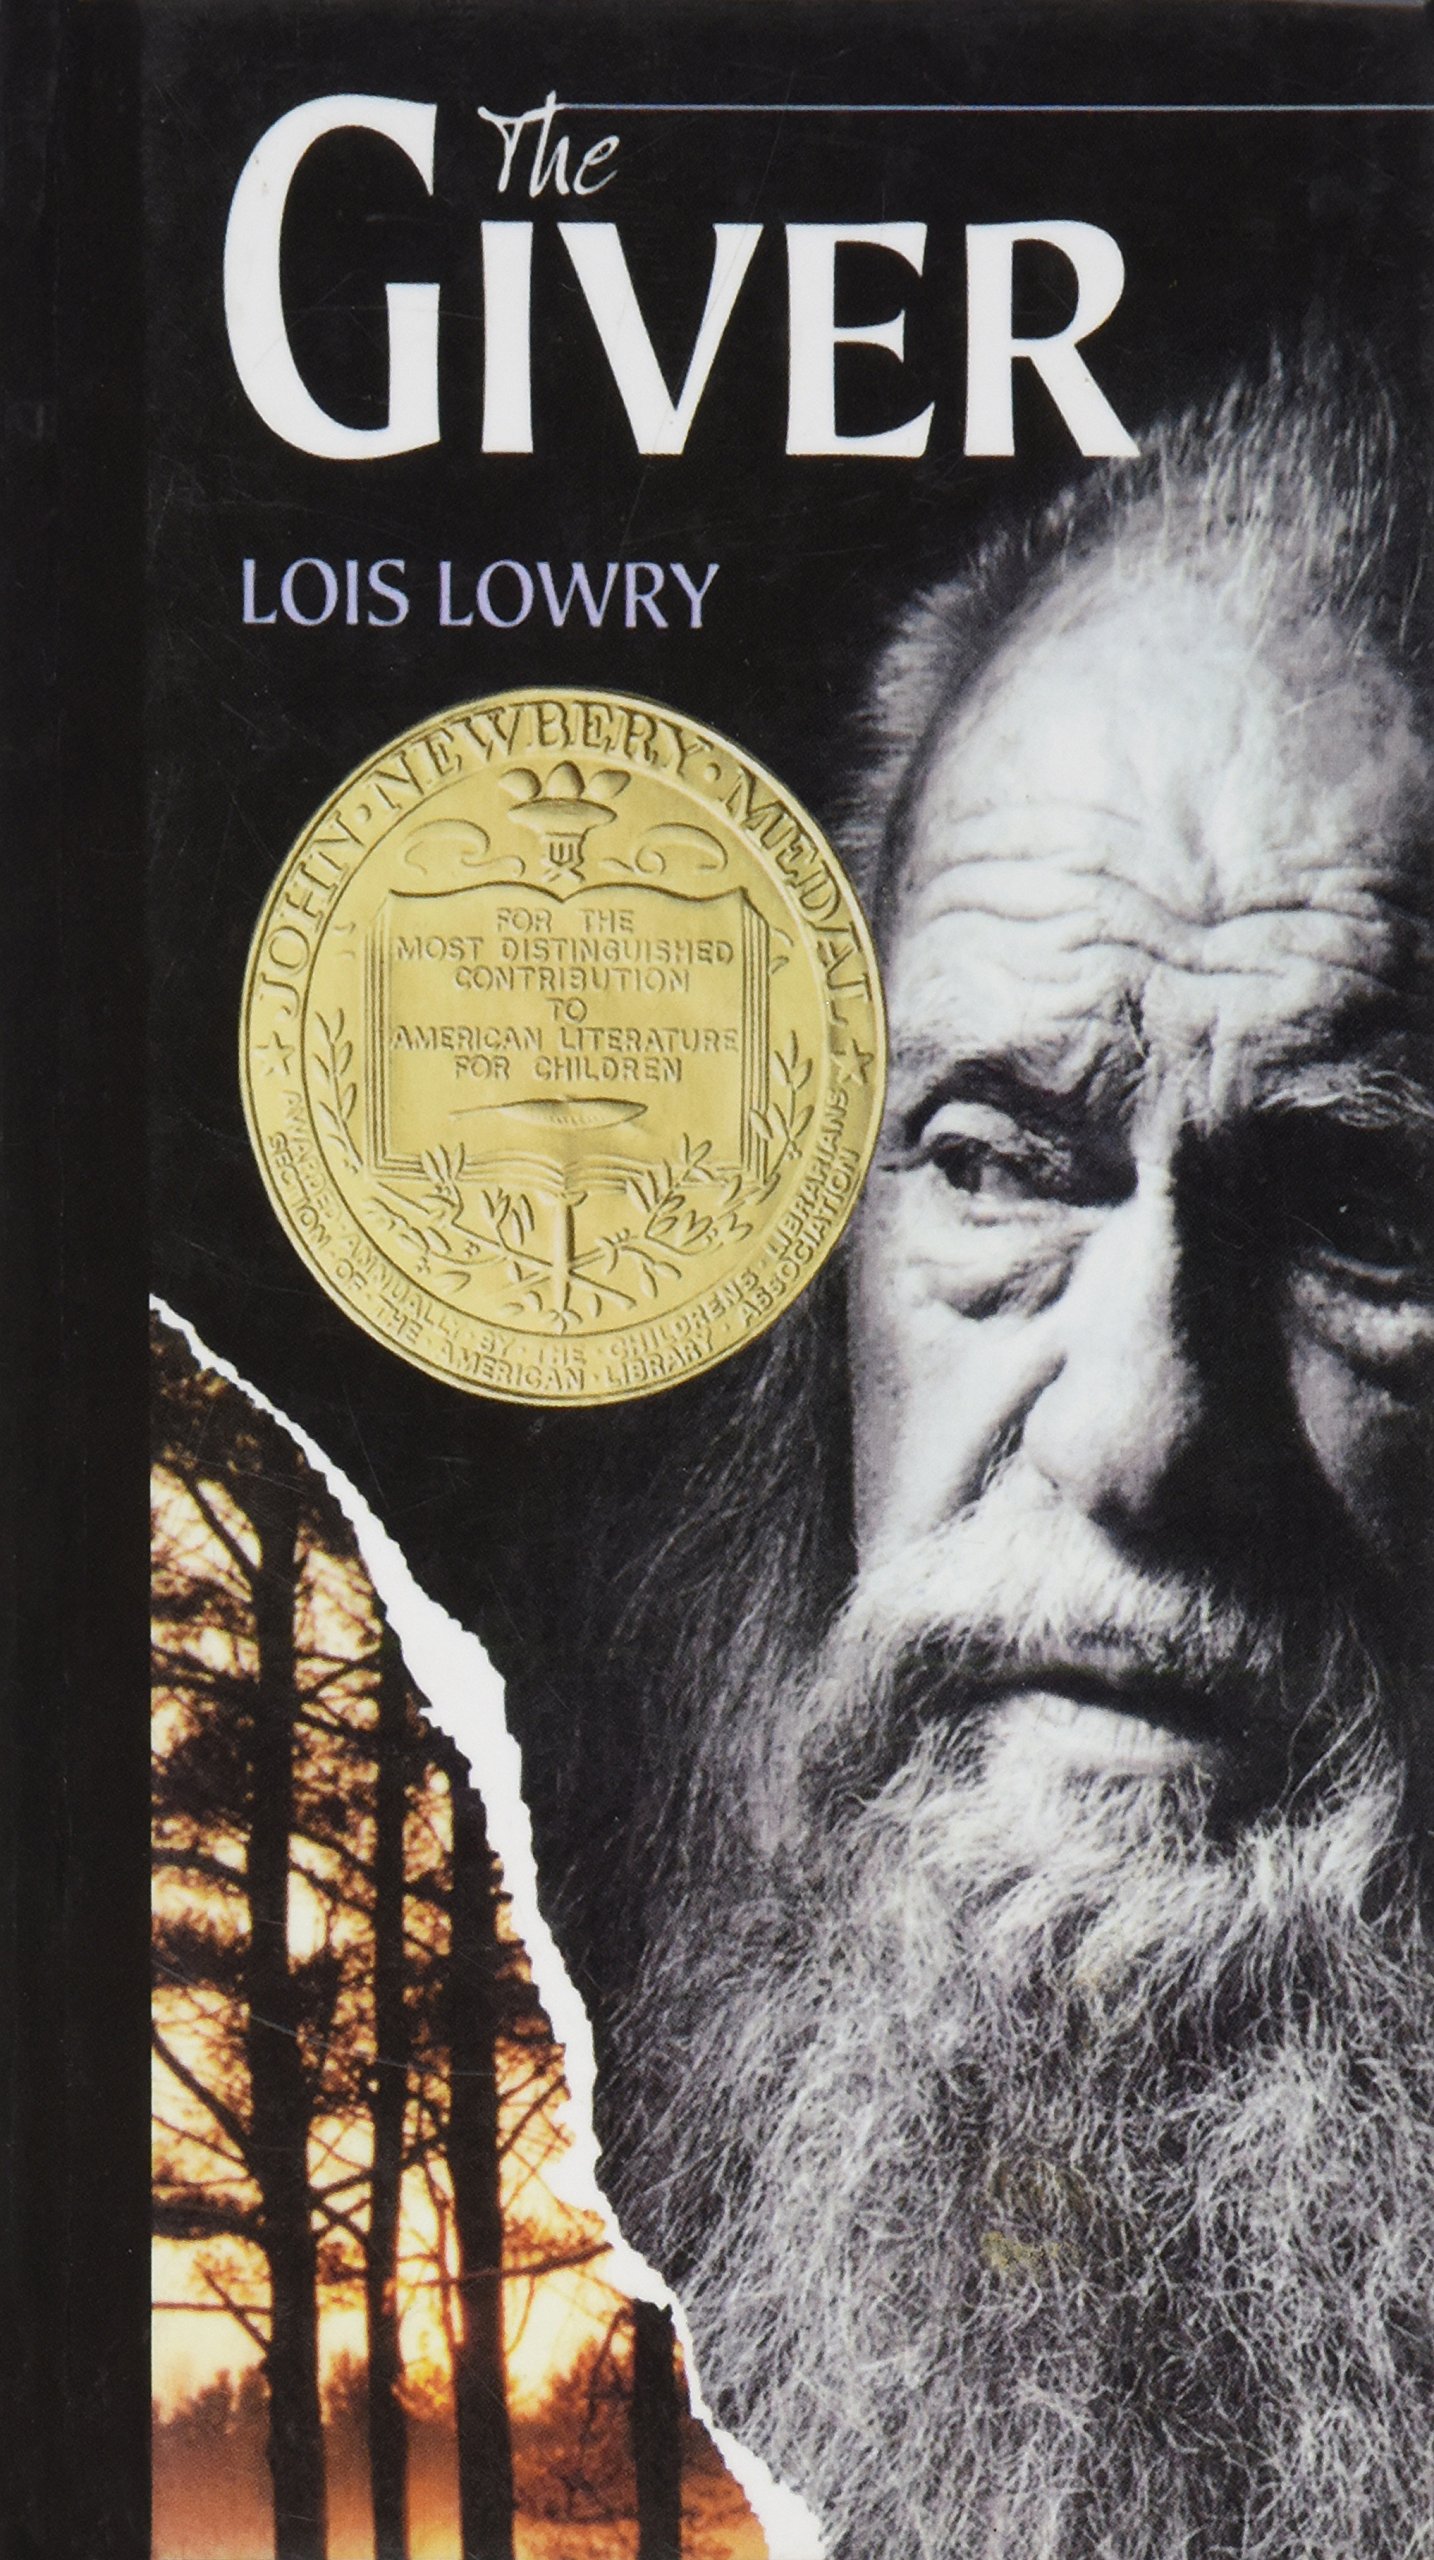 The
GIVER
LOIS LOWRY
JOHN · NEWBERY · MEDAL
FOR THE
MOST DISTINGUISHED
CONTRIBUTION
TO
AMERICAN LITERATURE
FOR CHILDREN
AWARDED · ANNUALLY · BY · THE · CHILDRENS · LIBRARIANS
SECTION · OF · THE · AMERICAN · LIBRARY · ASSOCIATION